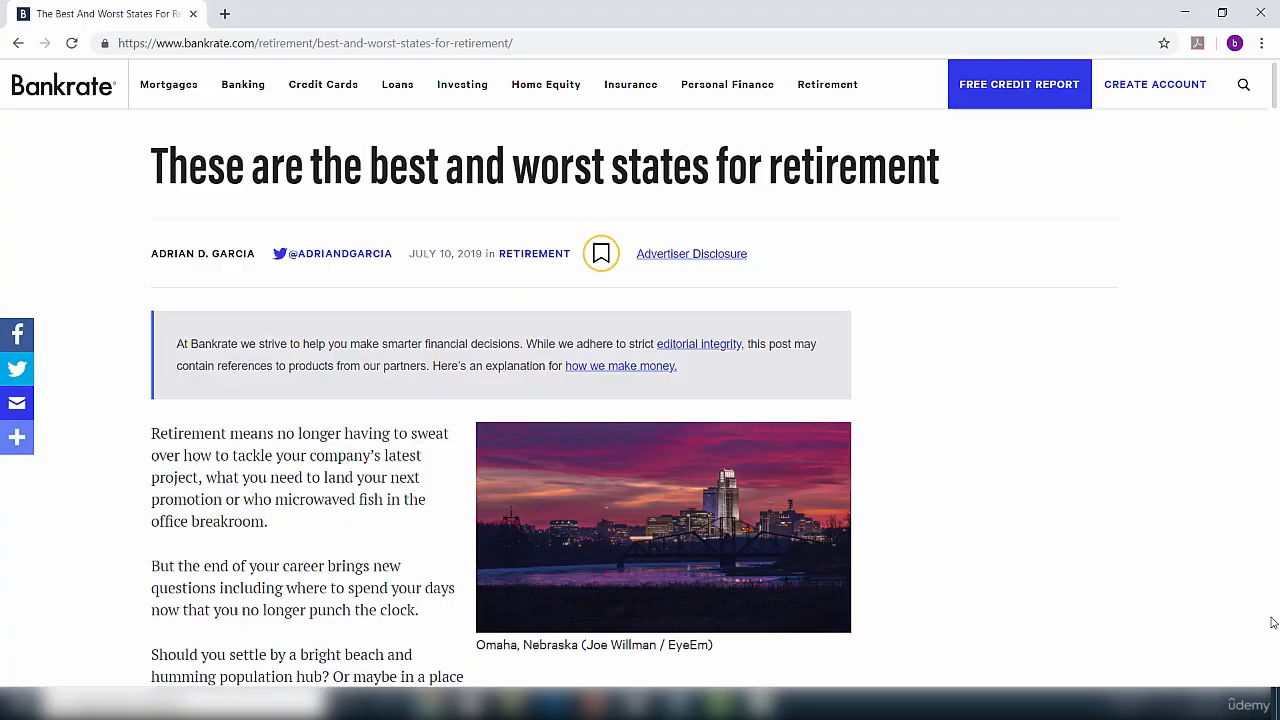 The Best And Worst States For Re
https://www.bankrate.com/retirement/best-and-worst-states-for-retirement/
b
Bankrate
Mortgages Banking Credit Cards Loans Investing Home Equity Insurance Personal Finance Retirement FREE CREDIT REPORT CREATE ACCOUNT
These are the best and worst states for retirement
ADRIAN D. GARCIA @ADRIANDGARCIA JULY 10, 2019 in RETIREMENT Advertiser Disclosure
At Bankrate we strive to help you make smarter financial decisions. While we adhere to strict editorial integrity, this post may
contain references to products from our partners. Here's an explanation for how we make money.
Retirement means no longer having to sweat
over how to tackle your company's latest
project, what you need to land your next
promotion or who microwaved fish in the
office breakroom.
But the end of your career brings new
questions including where to spend your days
now that you no longer punch the clock.
Should you settle by a bright beach and
humming population hub? Or maybe in a place
Omaha, Nebraska (Joe Willman / EyeEm)
ûdemy